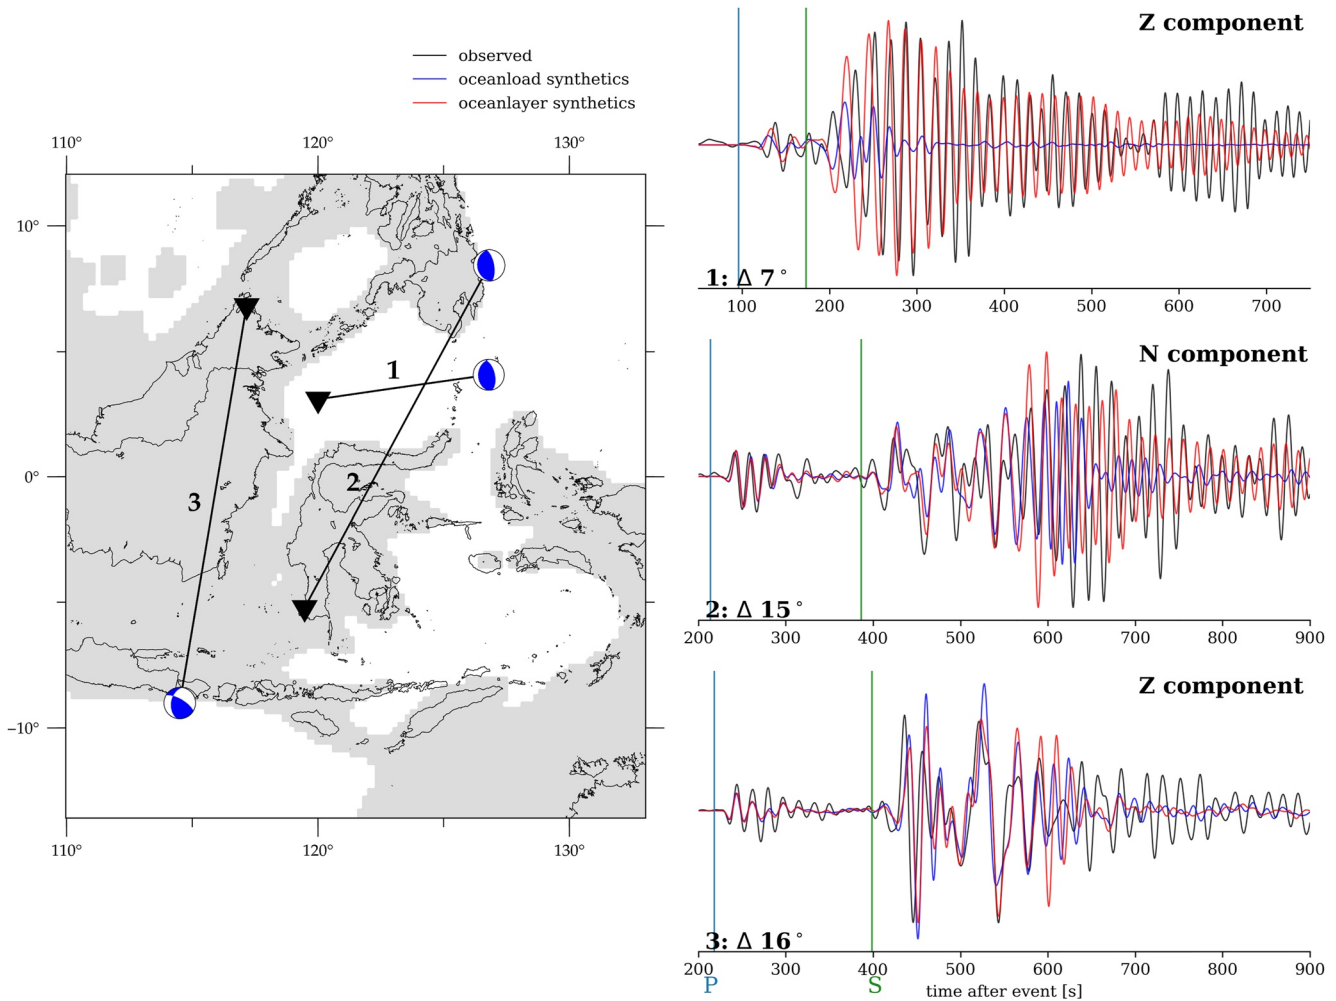 observed
oceanload synthetics
oceanlayer synthetics
110° 120° 130°
10°
0°
−10°
1
2
3
110° 120° 130°
Z component
1: Δ 7°
100 200 300 400 500 600 700
N component
2: Δ 15°
200 300 400 500 600 700 800 900
Z component
3: Δ 16°
200 300 400 500 600 700 800 900
P S time after event [s]